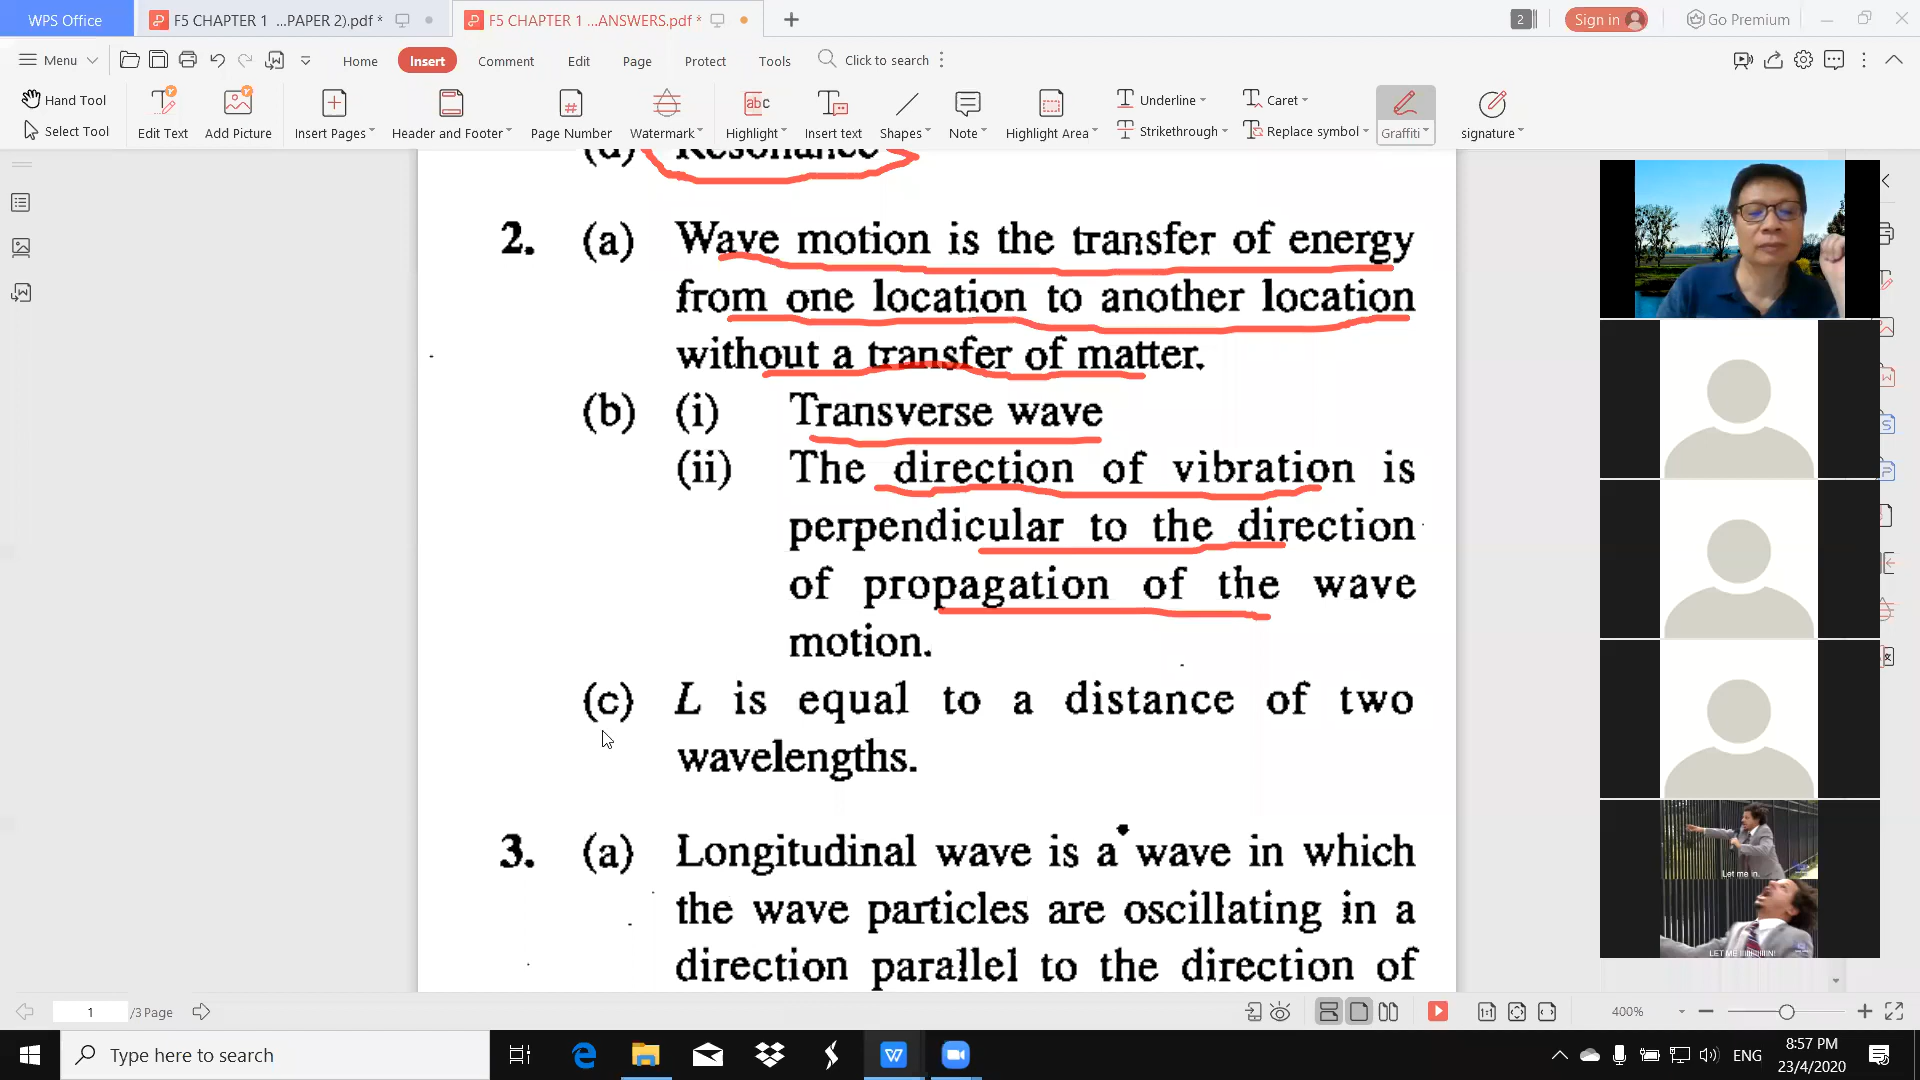 WPS Office
F5 CHAPTER 1 ...PAPER 2).pdf *
F5 CHAPTER 1 ...ANSWERS.pdf *
2
Sign in
Go Premium
Menu
Home
Insert
Comment
Edit
Page
Protect
Tools
Click to search
Hand Tool
Select Tool
Edit Text
Add Picture
Insert Pages
Header and Footer
Page Number
Watermark
Highlight
Insert text
Shapes
Note
Highlight Area
Underline
Strikethrough
Caret
Replace symbol
Graffiti
signature
(d) Resonance
2. (a) Wave motion is the transfer of energy
from one location to another location
without a transfer of matter.
(b) (i) Transverse wave
(ii) The direction of vibration is
perpendicular to the direction
of propagation of the wave
motion.
(c) L is equal to a distance of two
wavelengths.
3. (a) Longitudinal wave is a wave in which
the wave particles are oscillating in a
direction parallel to the direction of
Let me in.
1 /3 Page
400%
Type here to search
ENG
8:57 PM
23/4/2020